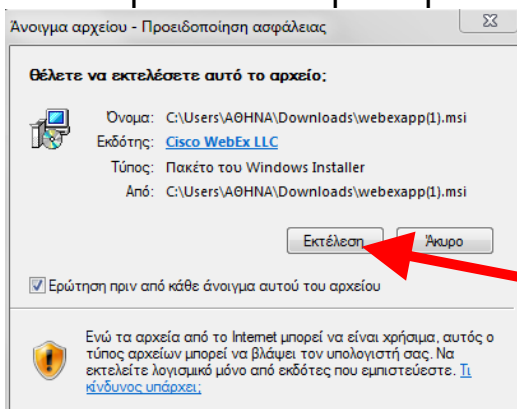 Άνοιγμα αρχείου - Προειδοποίηση ασφάλειας
Θέλετε να εκτελέσετε αυτό το αρχείο;
Όνομα: C:\Users\ΑΘΗΝΑ\Downloads\webexapp(1).msi
Εκδότης: Cisco WebEx LLC
Τύπος: Πακέτο του Windows Installer
Από: C:\Users\ΑΘΗΝΑ\Downloads\webexapp(1).msi
Εκτέλεση Άκυρο
Ερώτηση πριν από κάθε άνοιγμα αυτού του αρχείου
Ενώ τα αρχεία από το Internet μπορεί να είναι χρήσιμα, αυτός ο
τύπος αρχείων μπορεί να βλάψει τον υπολογιστή σας. Να
εκτελείτε λογισμικό μόνο από εκδότες που εμπιστεύεστε. Τι
κίνδυνος υπάρχει;